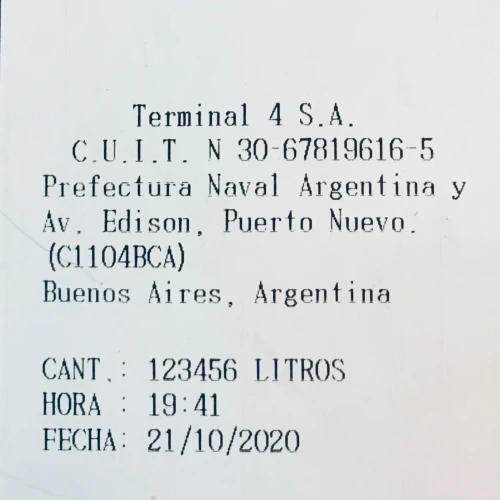 Terminal 4 S.A.
C.U.I.T. N 30-67819616-5
Prefectura Naval Argentina y
Av. Edison, Puerto Nuevo.
(C1104BCA)
Buenos Aires, Argentina
CANT.: 123456 LITROS
HORA : 19:41
FECHA: 21/10/2020